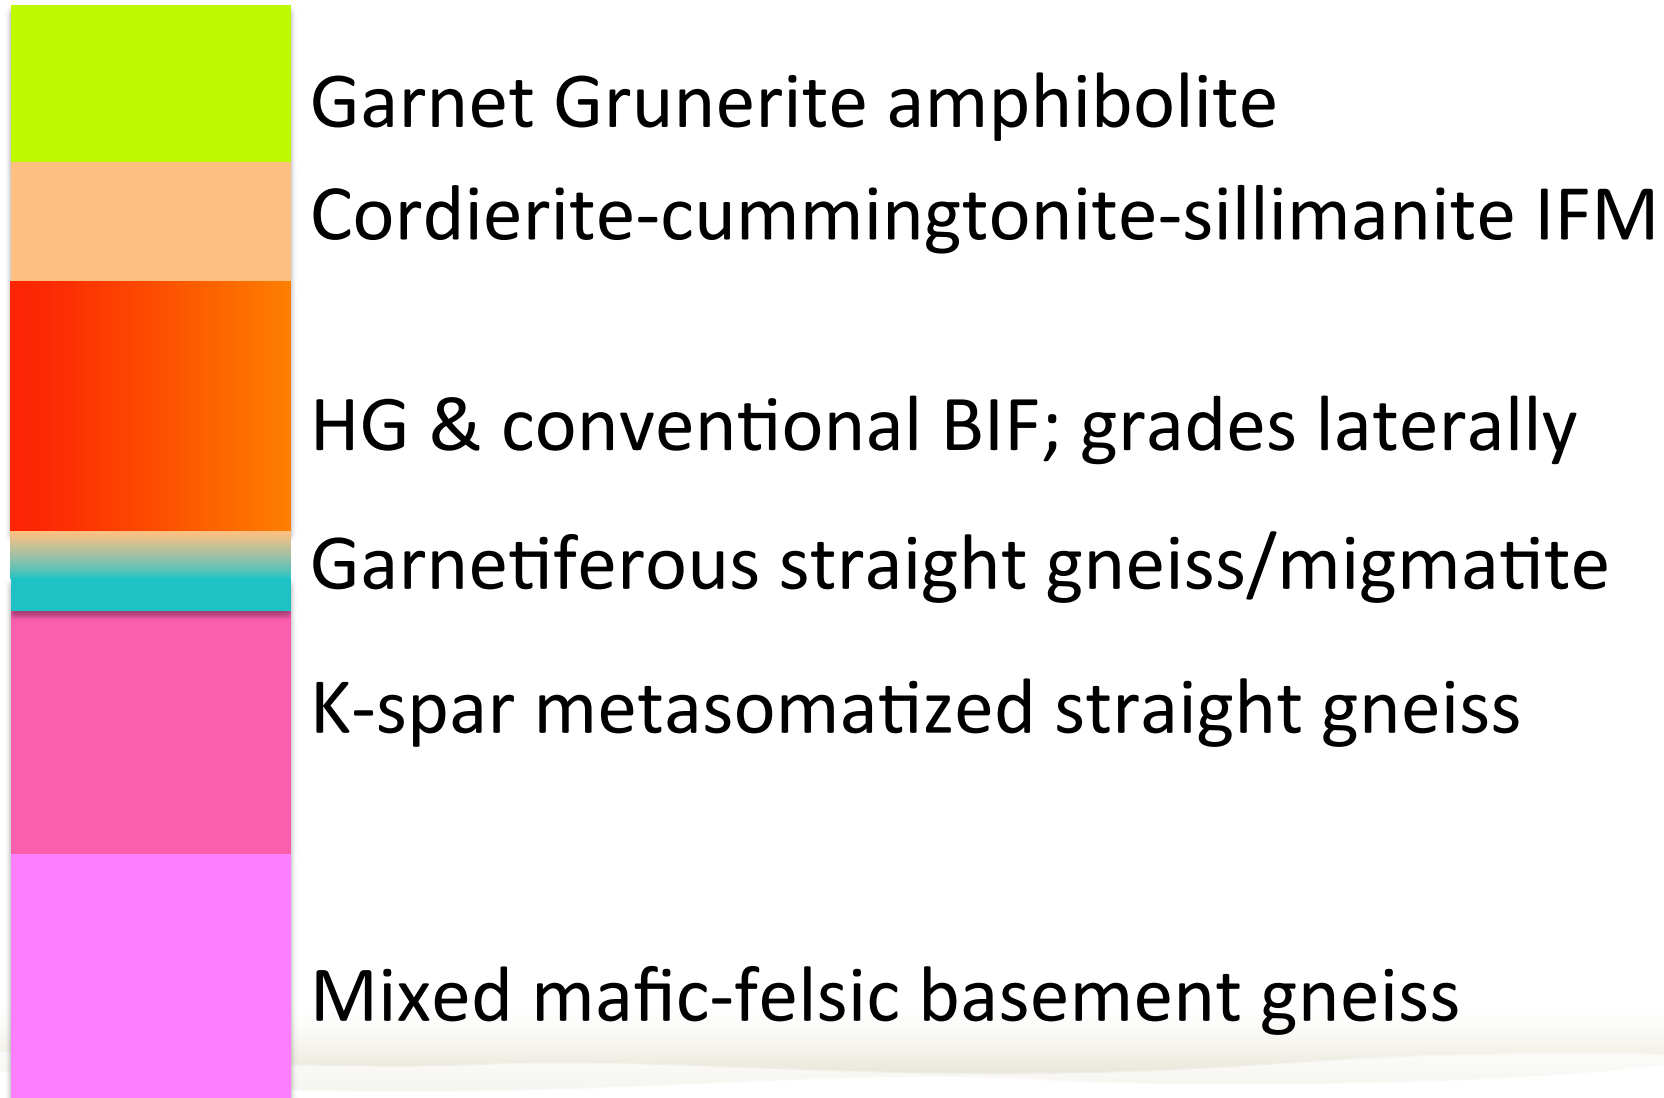 Garnet Grunerite amphibolite
Cordierite-cummingtonite-sillimanite IFM
HG & conventional BIF; grades laterally
Garnetiferous straight gneiss/migmatite
K-spar metasomatized straight gneiss
Mixed mafic-felsic basement gneiss